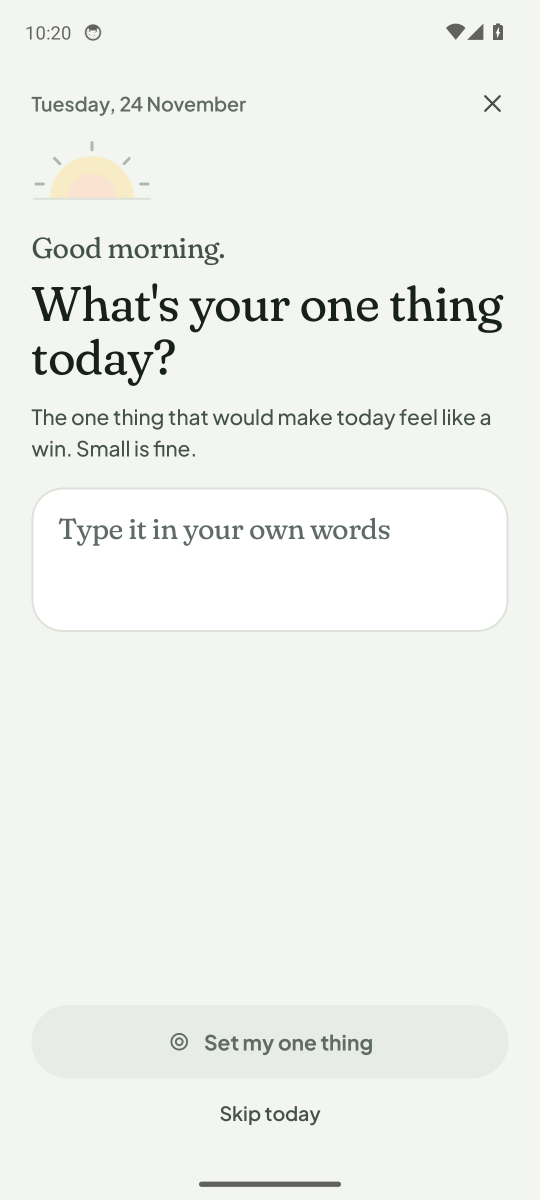 10:20
Tuesday, 24 November
Good morning.
What's your one thing
today?
The one thing that would make today feel like a
win. Small is fine.
Type it in your own words
Set my one thing
Skip today